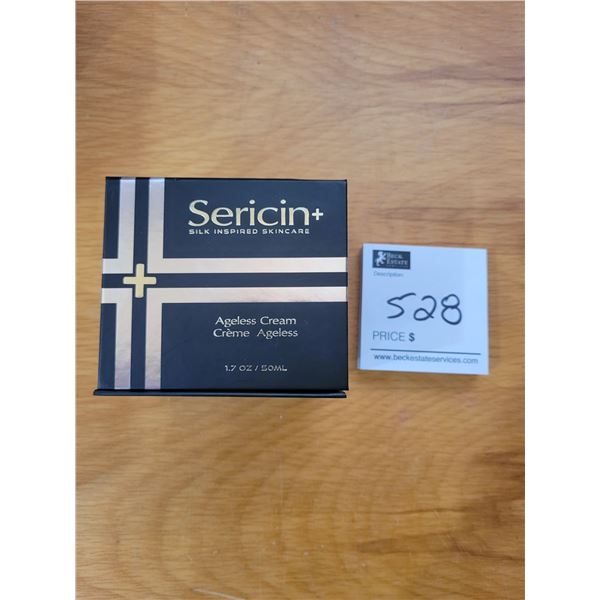 Sericin+
SILK INSPIRED SKINCARE
Ageless Cream
Crème Ageless
1.7 OZ / 50ML
BECK
ESTATE
Description:
528
PRICE $
www.beckestateservices.com